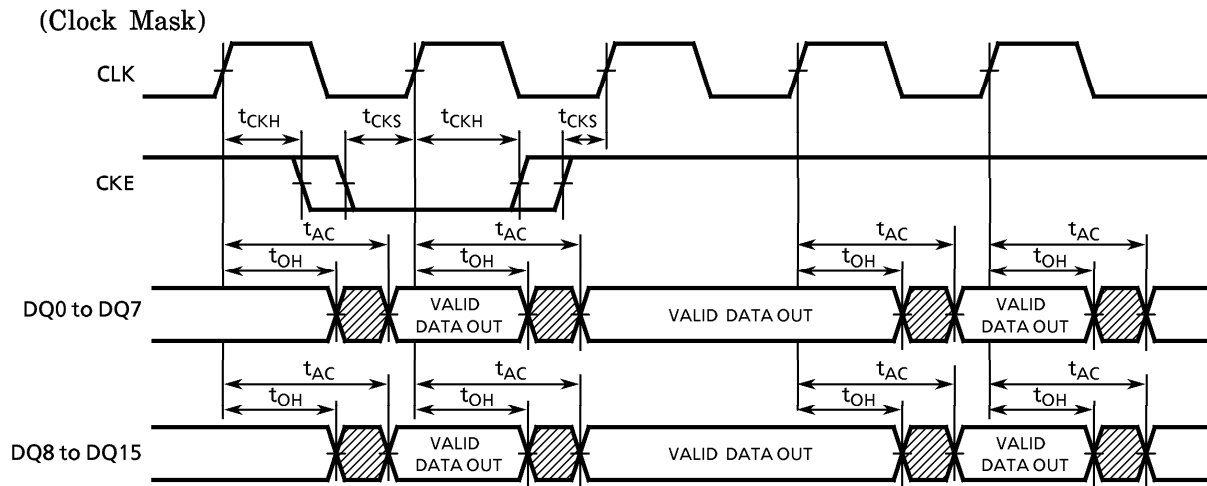 (Clock Mask)
CLK
tCKH tCKS tCKH tCKS
CKE
tAC tAC tAC tAC
tOH tOH tOH tOH
DQ0 to DQ7
VALID DATA OUT
VALID DATA OUT
VALID DATA OUT
tAC tAC tAC tAC
tOH tOH tOH tOH
DQ8 to DQ15
VALID DATA OUT
VALID DATA OUT
VALID DATA OUT